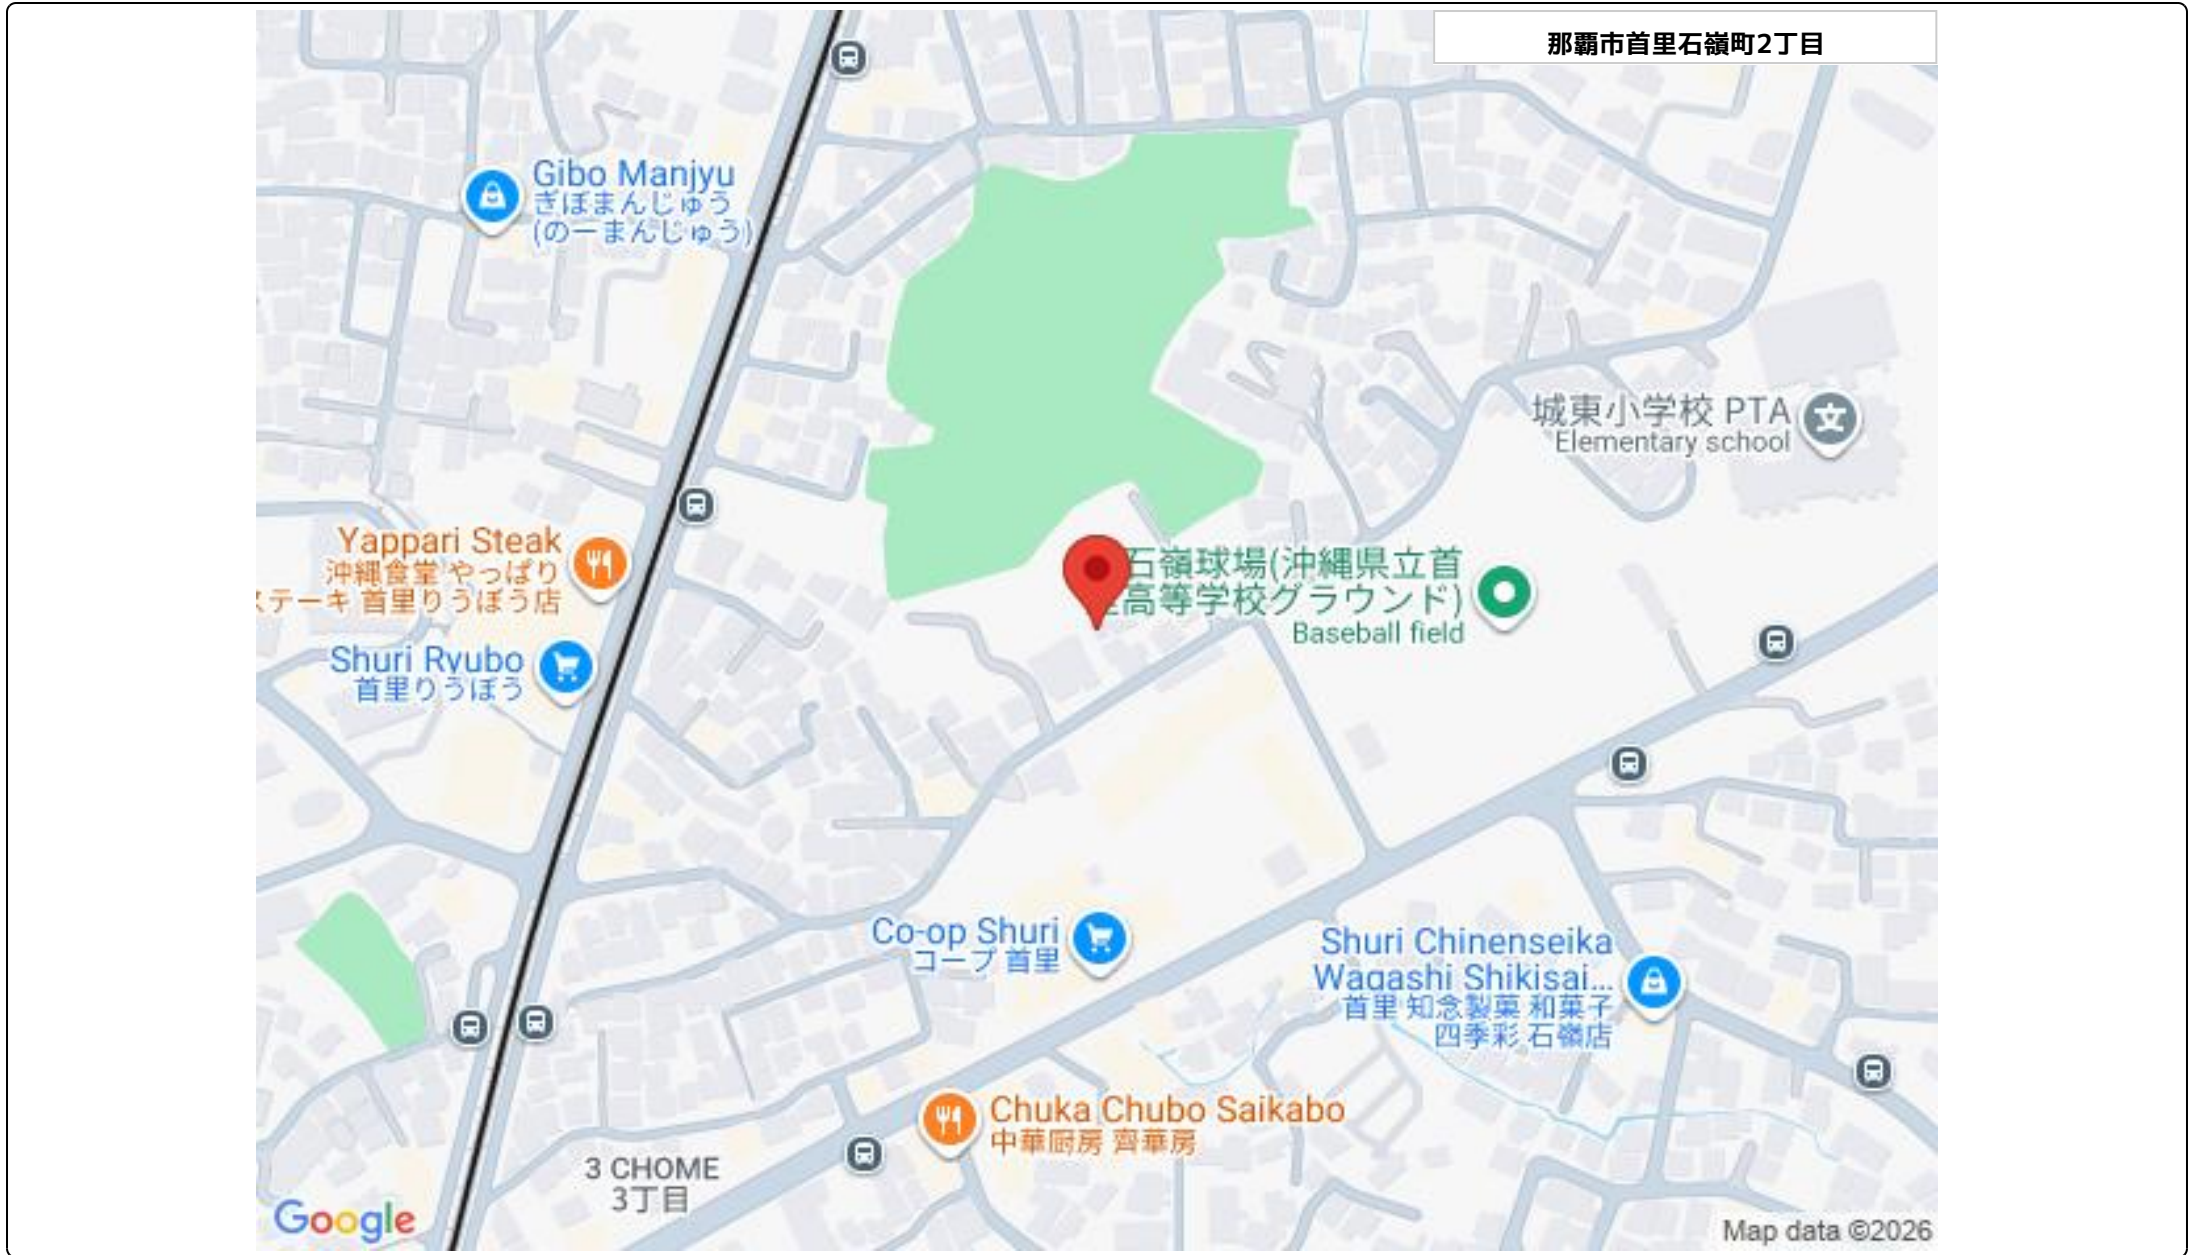 那覇市首里石嶺町2丁目
Gibo Manjyu
ぎぼまんじゅう
(のーまんじゅう)
城東小学校 PTA
Elementary school
Yappari Steak
沖縄食堂 やっぱり
ステーキ 首里りうぼう店
石嶺球場(沖縄県立首
高等学校グラウンド)
Baseball field
Shuri Ryubo
首里りうぼう
Co-op Shuri
コープ 首里
Shuri Chinenseika
Wagashi Shikisai...
首里 知念製菓 和菓子
四季彩 石嶺店
Chuka Chubo Saikabo
中華厨房 齊華房
3 CHOME
3丁目
Google
Map data ©2026